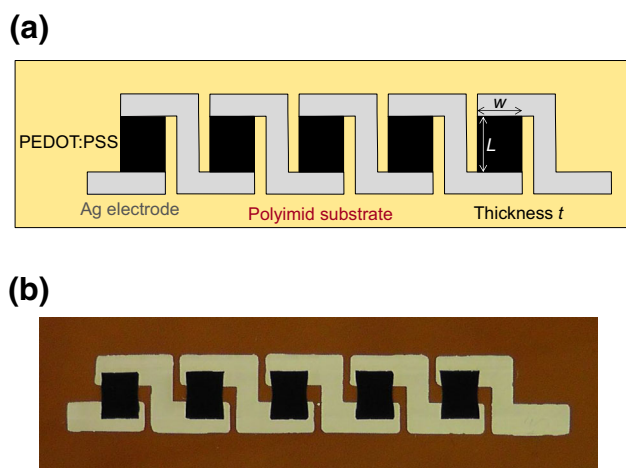 (a)
w
PEDOT:PSS
L
Ag electrode
Polyimid substrate
Thickness t
(b)